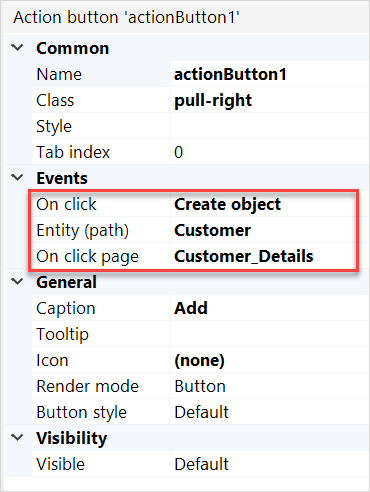 Action button 'actionButton1'
Common
Name actionButton1
Class pull-right
Style
Tab index 0
Events
On click Create object
Entity (path) Customer
On click page Customer_Details
General
Caption Add
Tooltip
Icon (none)
Render mode Button
Button style Default
Visibility
Visible Default